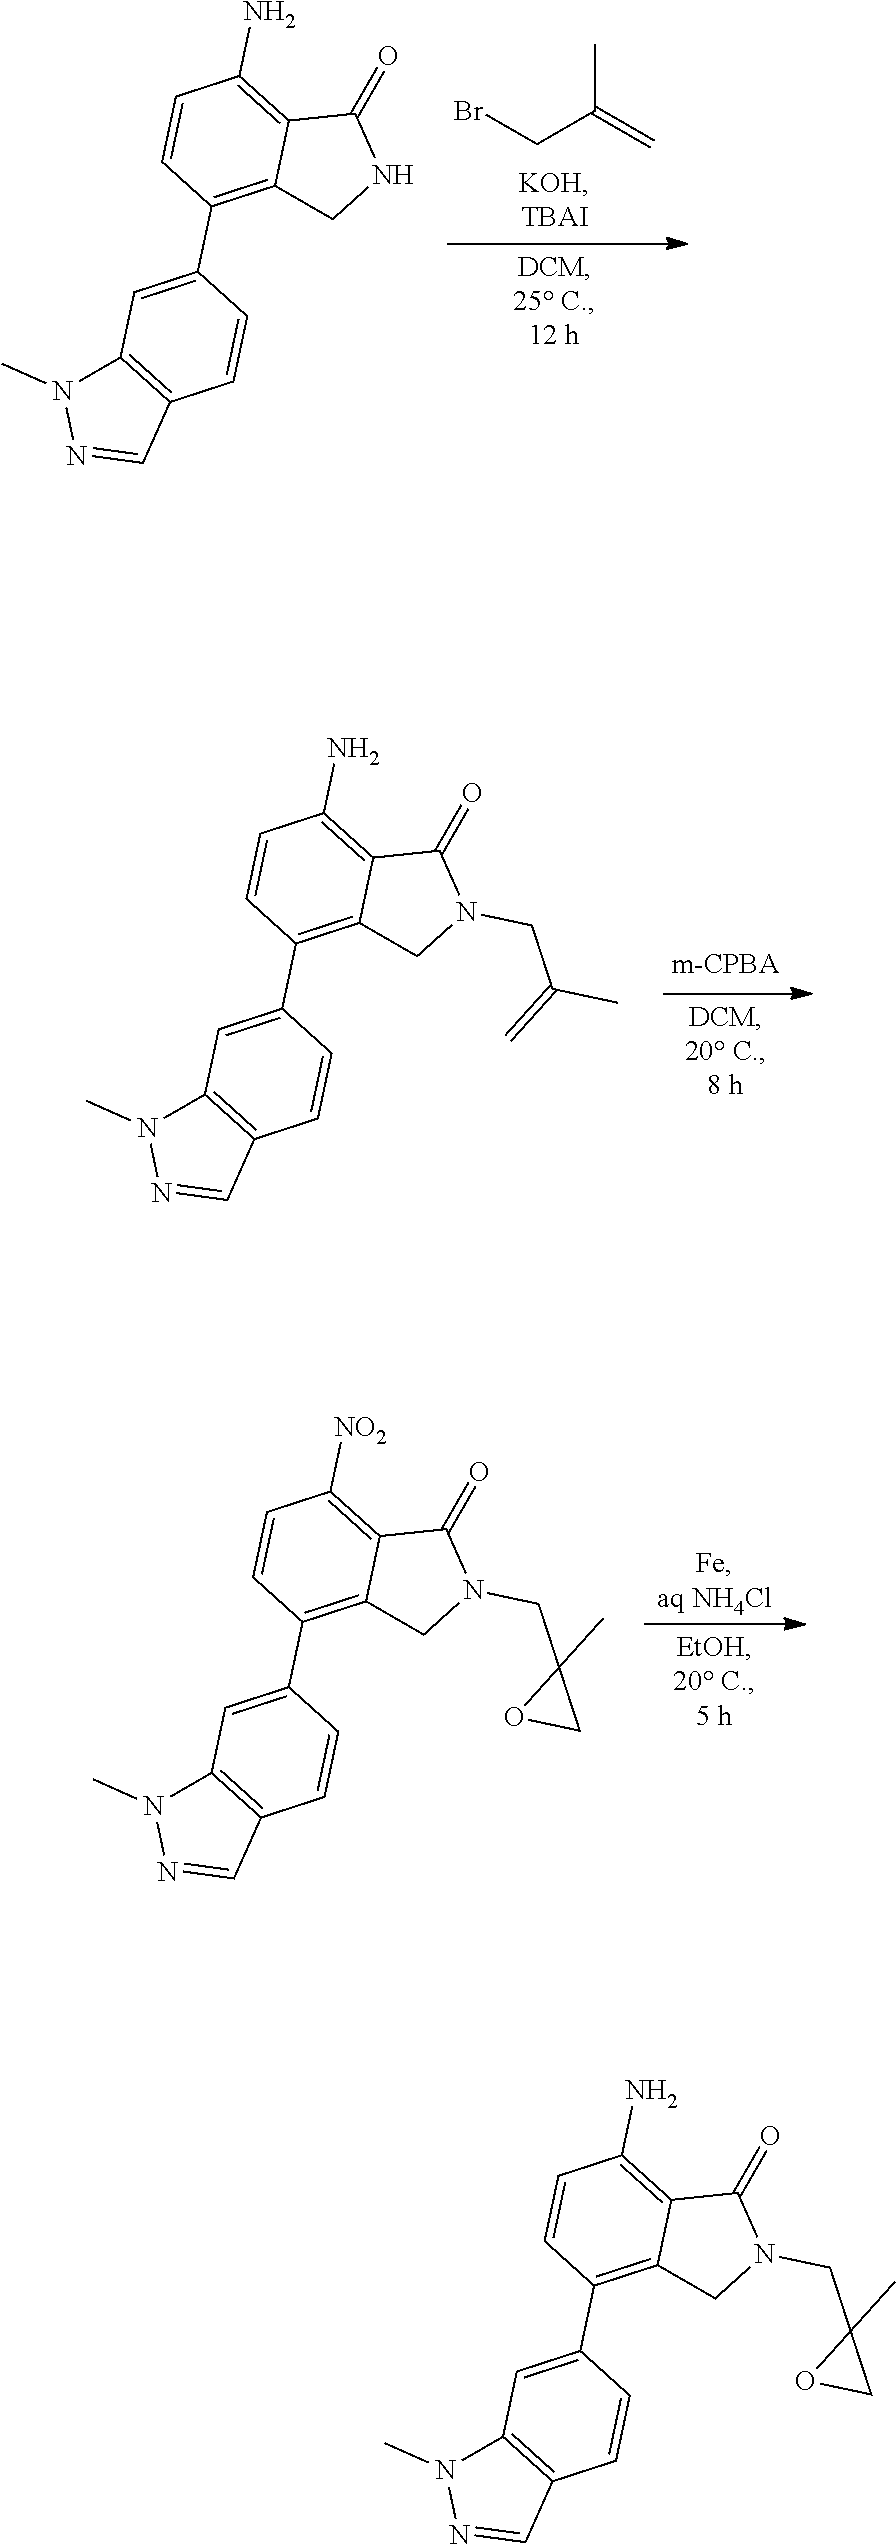 NH2
O
Br
NH
KOH,
TBAI
DCM,
25° C.,
12 h
N
N
NH2
O
N
m-CPBA
DCM,
20° C.,
8 h
N
N
NO2
O
Fe,
N
aq NH4Cl
EtOH,
20° C.,
O
5 h
N
N
NH2
O
N
O
N
N